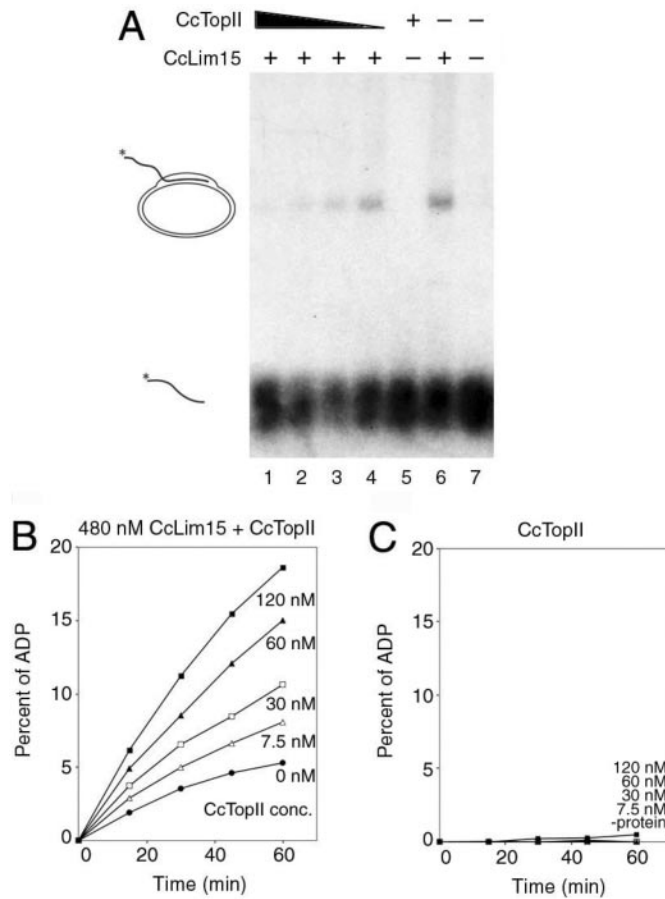 A
CcTopII + − −
CcLim15 + + + + − + −
*
*
1 2 3 4 5 6 7
B
480 nM CcLim15 + CcTopII
Percent of ADP
20
15
10
5
0
120 nM
60 nM
30 nM
7.5 nM
0 nM
CcTopII conc.
0 20 40 60
Time (min)
C
CcTopII
Percent of ADP
20
15
10
5
0
120 nM
60 nM
30 nM
7.5 nM
-protein
0 20 40 60
Time (min)